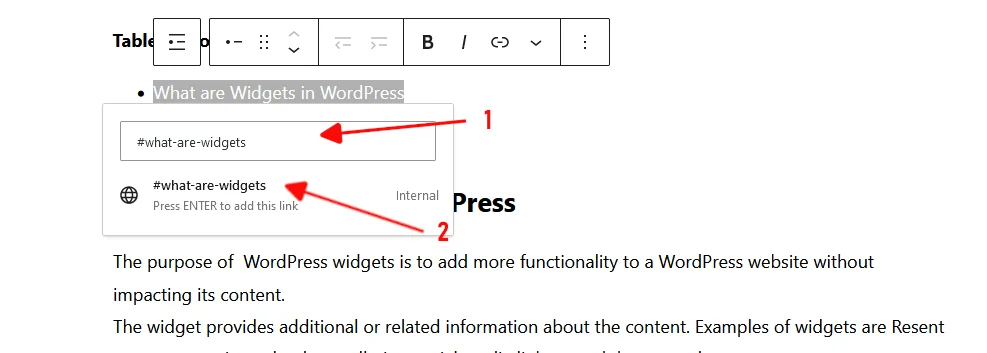 Table o
B I
What are Widgets in WordPress
1
#what-are-widgets
#what-are-widgets
Press ENTER to add this link
Internal
Press
2
The purpose of WordPress widgets is to add more functionality to a WordPress website without
impacting its content.
The widget provides additional or related information about the content. Examples of widgets are Resent